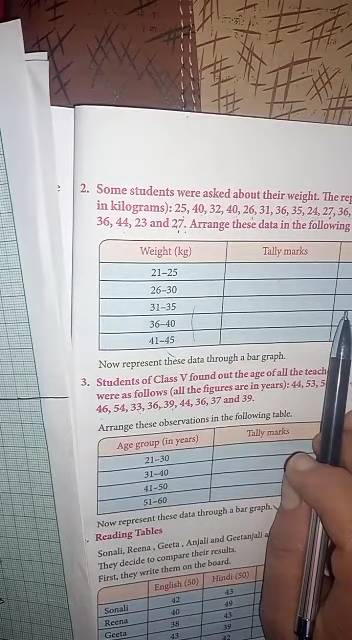 2. Some students were asked about their weight. The
in kilograms): 25, 40, 32, 40, 26, 31, 36, 35, 24, 27, 36,
36, 44, 23 and 27. Arrange these data in the following
Weight (kg) Tally marks
21–25
26–30
31–35
36–40
41–45
Now represent these data through a bar graph.
3. Students of Class V found out the age of all the
were as follows (all the figures are in years): 44, 53,
46, 54, 33, 36, 39, 44, 36, 37 and 39.
Arrange these observations in the following table.
Age group (in years) Tally marks
21–30
31–40
41–50
51–60
Now represent these data through a bar graph.
Reading Tables
Sonali, Reena, Geeta, Anjali and Geetanjali
They decide to compare their results.
First, they write them on the board.
English (50) Hindi (50)
Sonali 42 43
Reena 40 49
Geeta 38 43
43 39
42